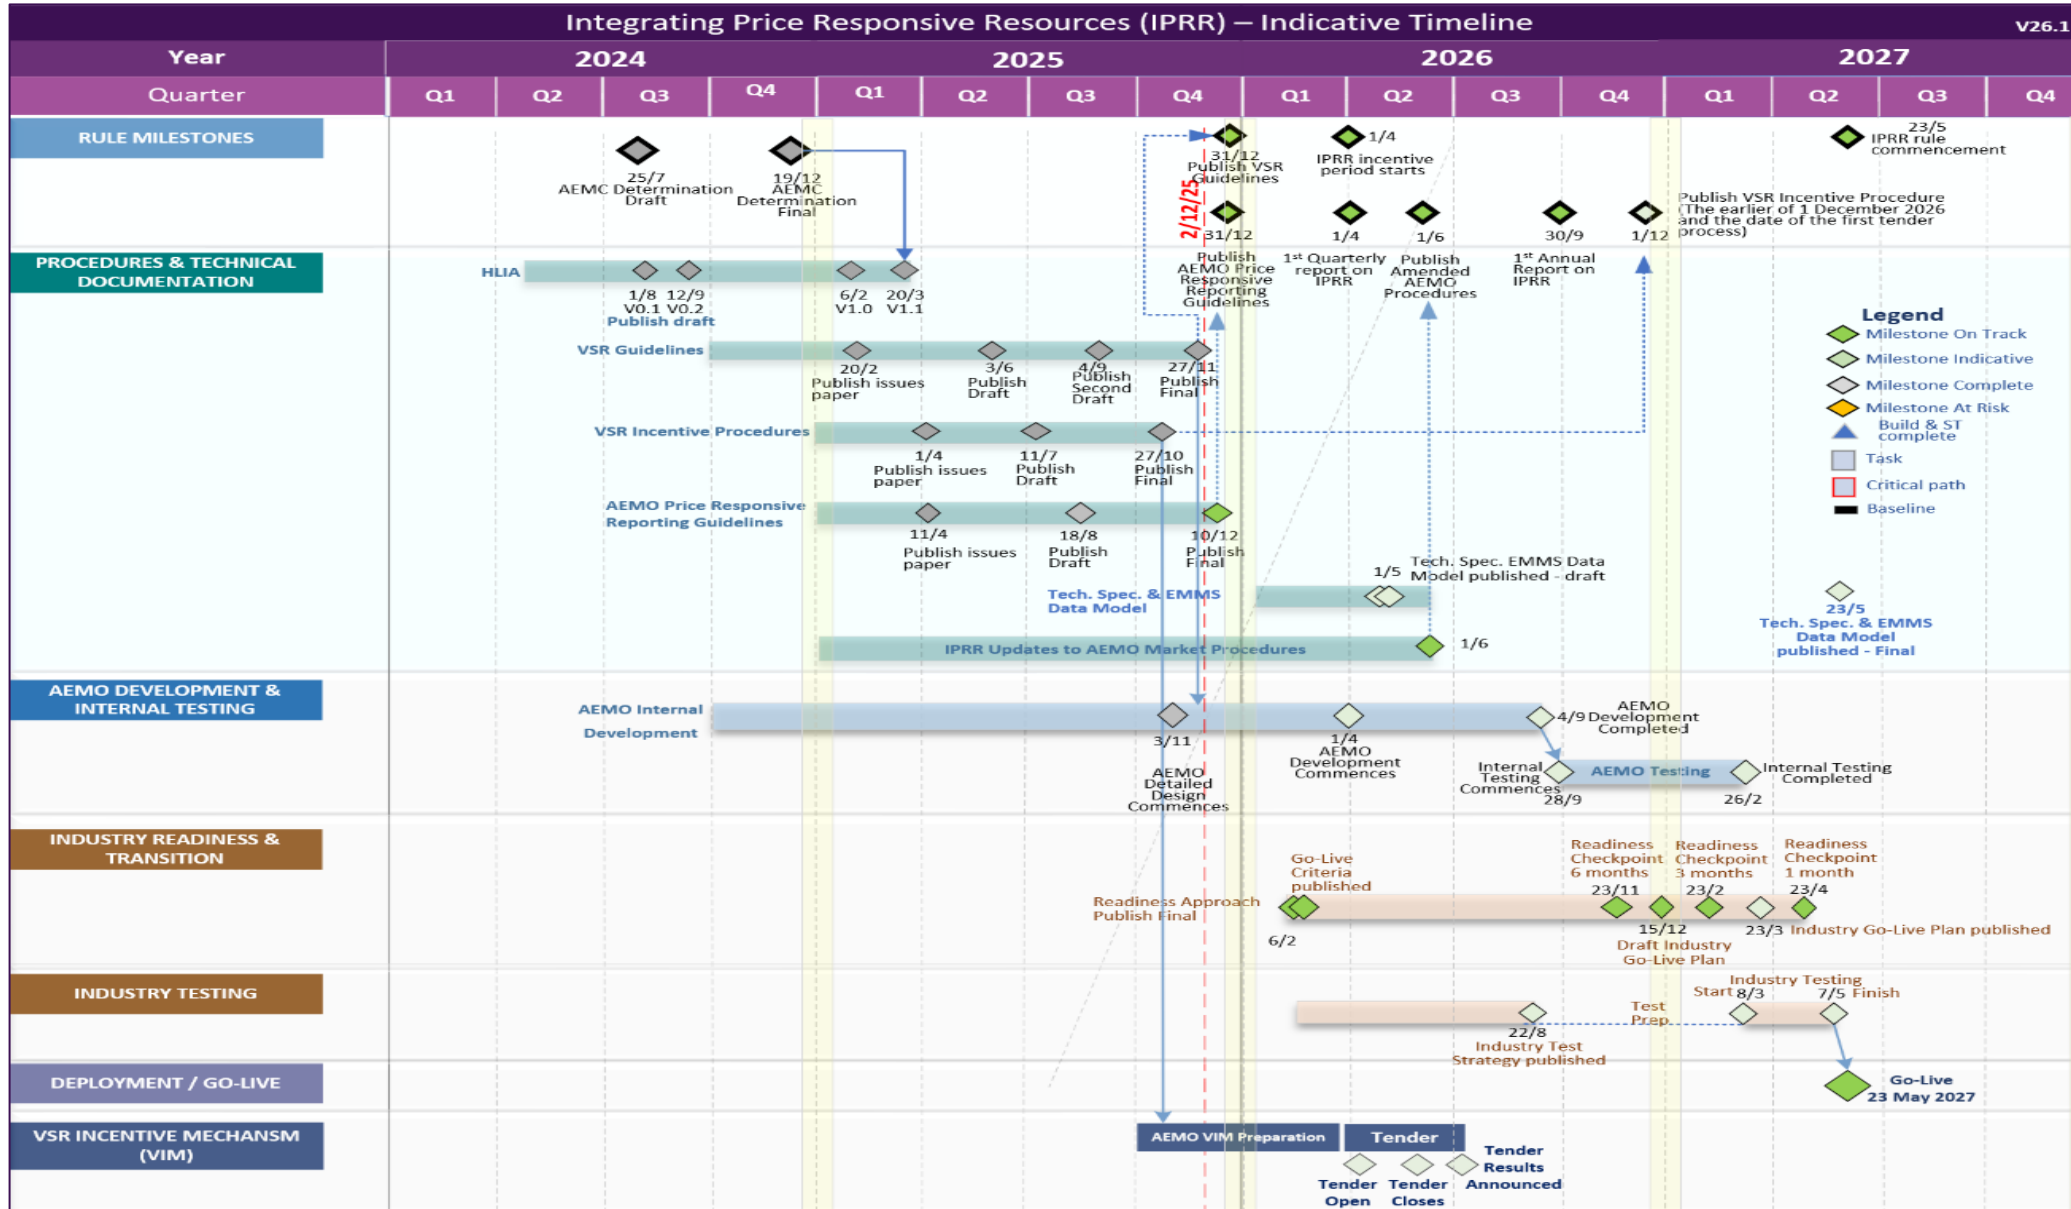 Integrating Price Responsive Resources (IPRR) – Indicative Timeline
V26.1
Year
2024
2025
2026
2027
Quarter
Q1
Q2
Q3
Q4
Q1
Q2
Q3
Q4
Q1
Q2
Q3
Q4
Q1
Q2
Q3
Q4
RULE MILESTONES
25/7
AEMC Determination
Draft
19/12
AEMC
Determination
Final
2/12/25
31/12
Publish VSR
Guidelines
1/4
IPRR incentive
period starts
23/5
IPRR rule
commencement
31/12
Publish
AEMO Price
Responsive
Reporting
Guidelines
1/4
1st Quarterly
report on
IPRR
1/6
Publish
Amended
AEMO
Procedures
30/9
1st Annual
Report on
IPRR
1/12
Publish VSR Incentive Procedure
(The earlier of 1 December 2026
and the date of the first tender
process)
PROCEDURES & TECHNICAL
DOCUMENTATION
HLIA
1/8
V0.1
12/9
V0.2
Publish draft
6/2
V1.0
20/3
V1.1
VSR Guidelines
20/2
Publish issues
paper
3/6
Publish
Draft
4/9
Publish
Second
Draft
27/11
Publish
Final
VSR Incentive Procedures
1/4
Publish issues
paper
11/7
Publish
Draft
27/10
Publish
Final
AEMO Price Responsive
Reporting Guidelines
11/4
Publish issues
paper
18/8
Publish
Draft
10/12
Publish
Final
Tech. Spec. & EMMS
Data Model
1/5
Tech. Spec. EMMS Data
Model published - draft
23/5
Tech. Spec. & EMMS
Data Model
published - Final
IPRR Updates to AEMO Market Procedures
1/6
Legend
Milestone On Track
Milestone Indicative
Milestone Complete
Milestone At Risk
Build & ST
complete
Task
Critical path
Baseline
AEMO DEVELOPMENT &
INTERNAL TESTING
AEMO Internal
Development
3/11
AEMO
Detailed
Design
Commences
1/4
AEMO
Development
Commences
4/9
AEMO
Development
Completed
Internal
Testing
Commences
28/9
AEMO Testing
26/2
Internal Testing
Completed
INDUSTRY READINESS &
TRANSITION
Readiness Approach
Publish Final
6/2
Go-Live
Criteria
published
Readiness
Checkpoint
6 months
23/11
15/12
Draft Industry
Go-Live Plan
Readiness
Checkpoint
3 months
23/2
23/3 Industry Go-Live Plan published
Readiness
Checkpoint
1 month
23/4
INDUSTRY TESTING
22/8
Industry Test
Strategy published
Test
Prep
Industry Testing
Start 8/3
7/5 Finish
DEPLOYMENT / GO-LIVE
Go-Live
23 May 2027
VSR INCENTIVE MECHANSM
(VIM)
AEMO VIM Preparation
Tender
Tender
Open
Tender
Closes
Tender
Results
Announced